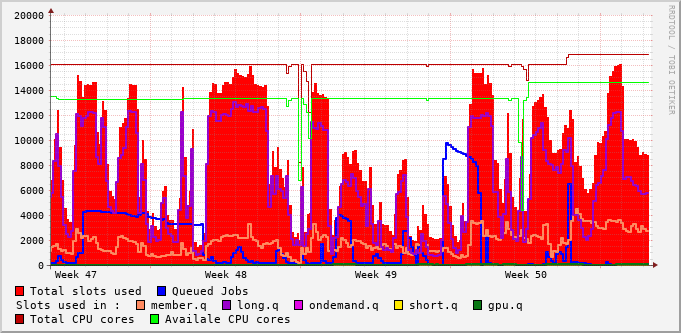 20000
18000
16000
14000
12000
10000
8000
6000
4000
2000
0
Week 47 Week 48 Week 49 Week 50
RRDTOOL / TOBI OETIKER
Total slots used Queued Jobs
Slots used in : member.q long.q ondemand.q short.q gpu.q
Total CPU cores Availale CPU cores